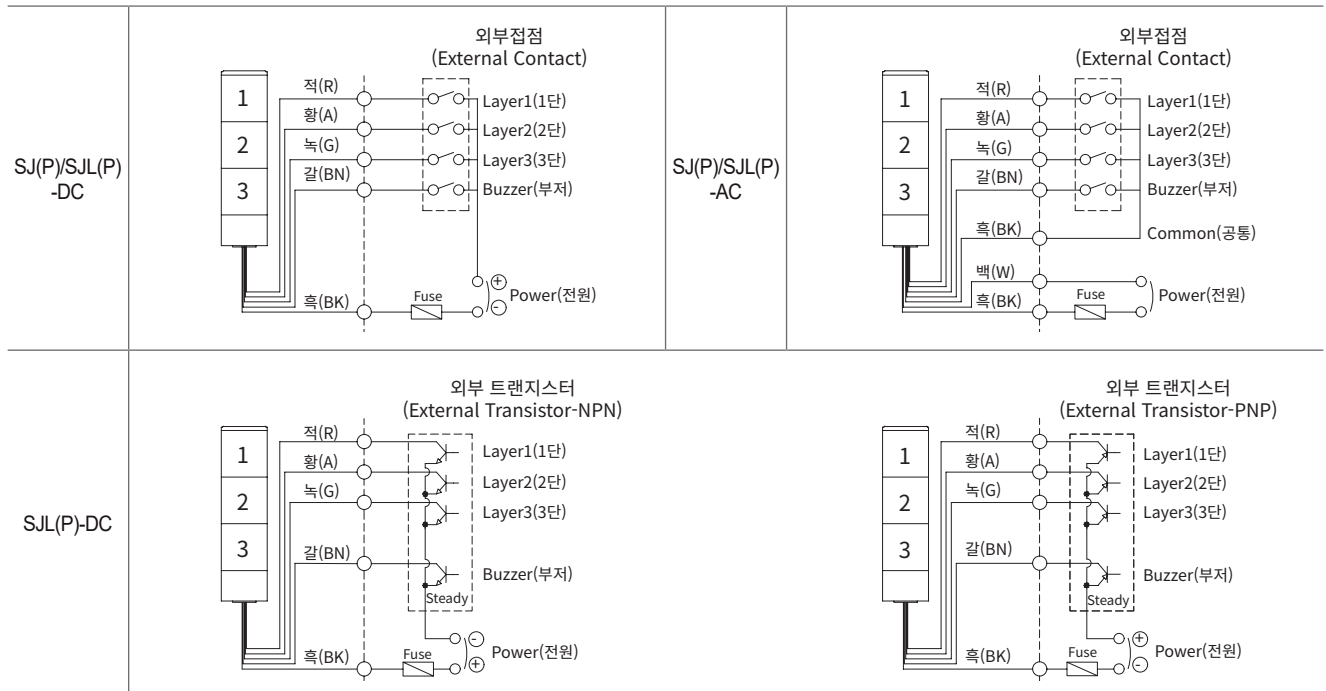 SJ(P)/SJL(P)
-DC
외부접점
(External Contact)
1
2
3
적(R)
황(A)
녹(G)
갈(BN)
Layer1(1단)
Layer2(2단)
Layer3(3단)
Buzzer(부저)
흑(BK)
Fuse
+
-
Power(전원)
SJ(P)/SJL(P)
-AC
외부접점
(External Contact)
1
2
3
적(R)
황(A)
녹(G)
갈(BN)
Layer1(1단)
Layer2(2단)
Layer3(3단)
Buzzer(부저)
흑(BK)
Common(공통)
백(W)
흑(BK)
Fuse
Power(전원)
SJL(P)-DC
외부 트랜지스터
(External Transistor-NPN)
1
2
3
적(R)
황(A)
녹(G)
갈(BN)
Layer1(1단)
Layer2(2단)
Layer3(3단)
Buzzer(부저)
Steady
흑(BK)
Fuse
-
+
Power(전원)
외부 트랜지스터
(External Transistor-PNP)
1
2
3
적(R)
황(A)
녹(G)
갈(BN)
Layer1(1단)
Layer2(2단)
Layer3(3단)
Buzzer(부저)
Steady
흑(BK)
Fuse
+
-
Power(전원)